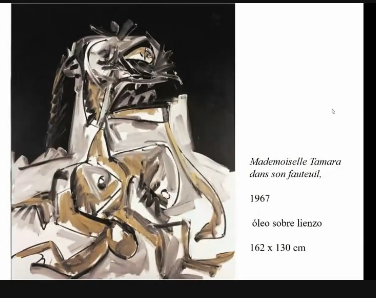 Mademoiselle Tamara
dans son fauteuil,
1967
óleo sobre lienzo
162 x 130 cm